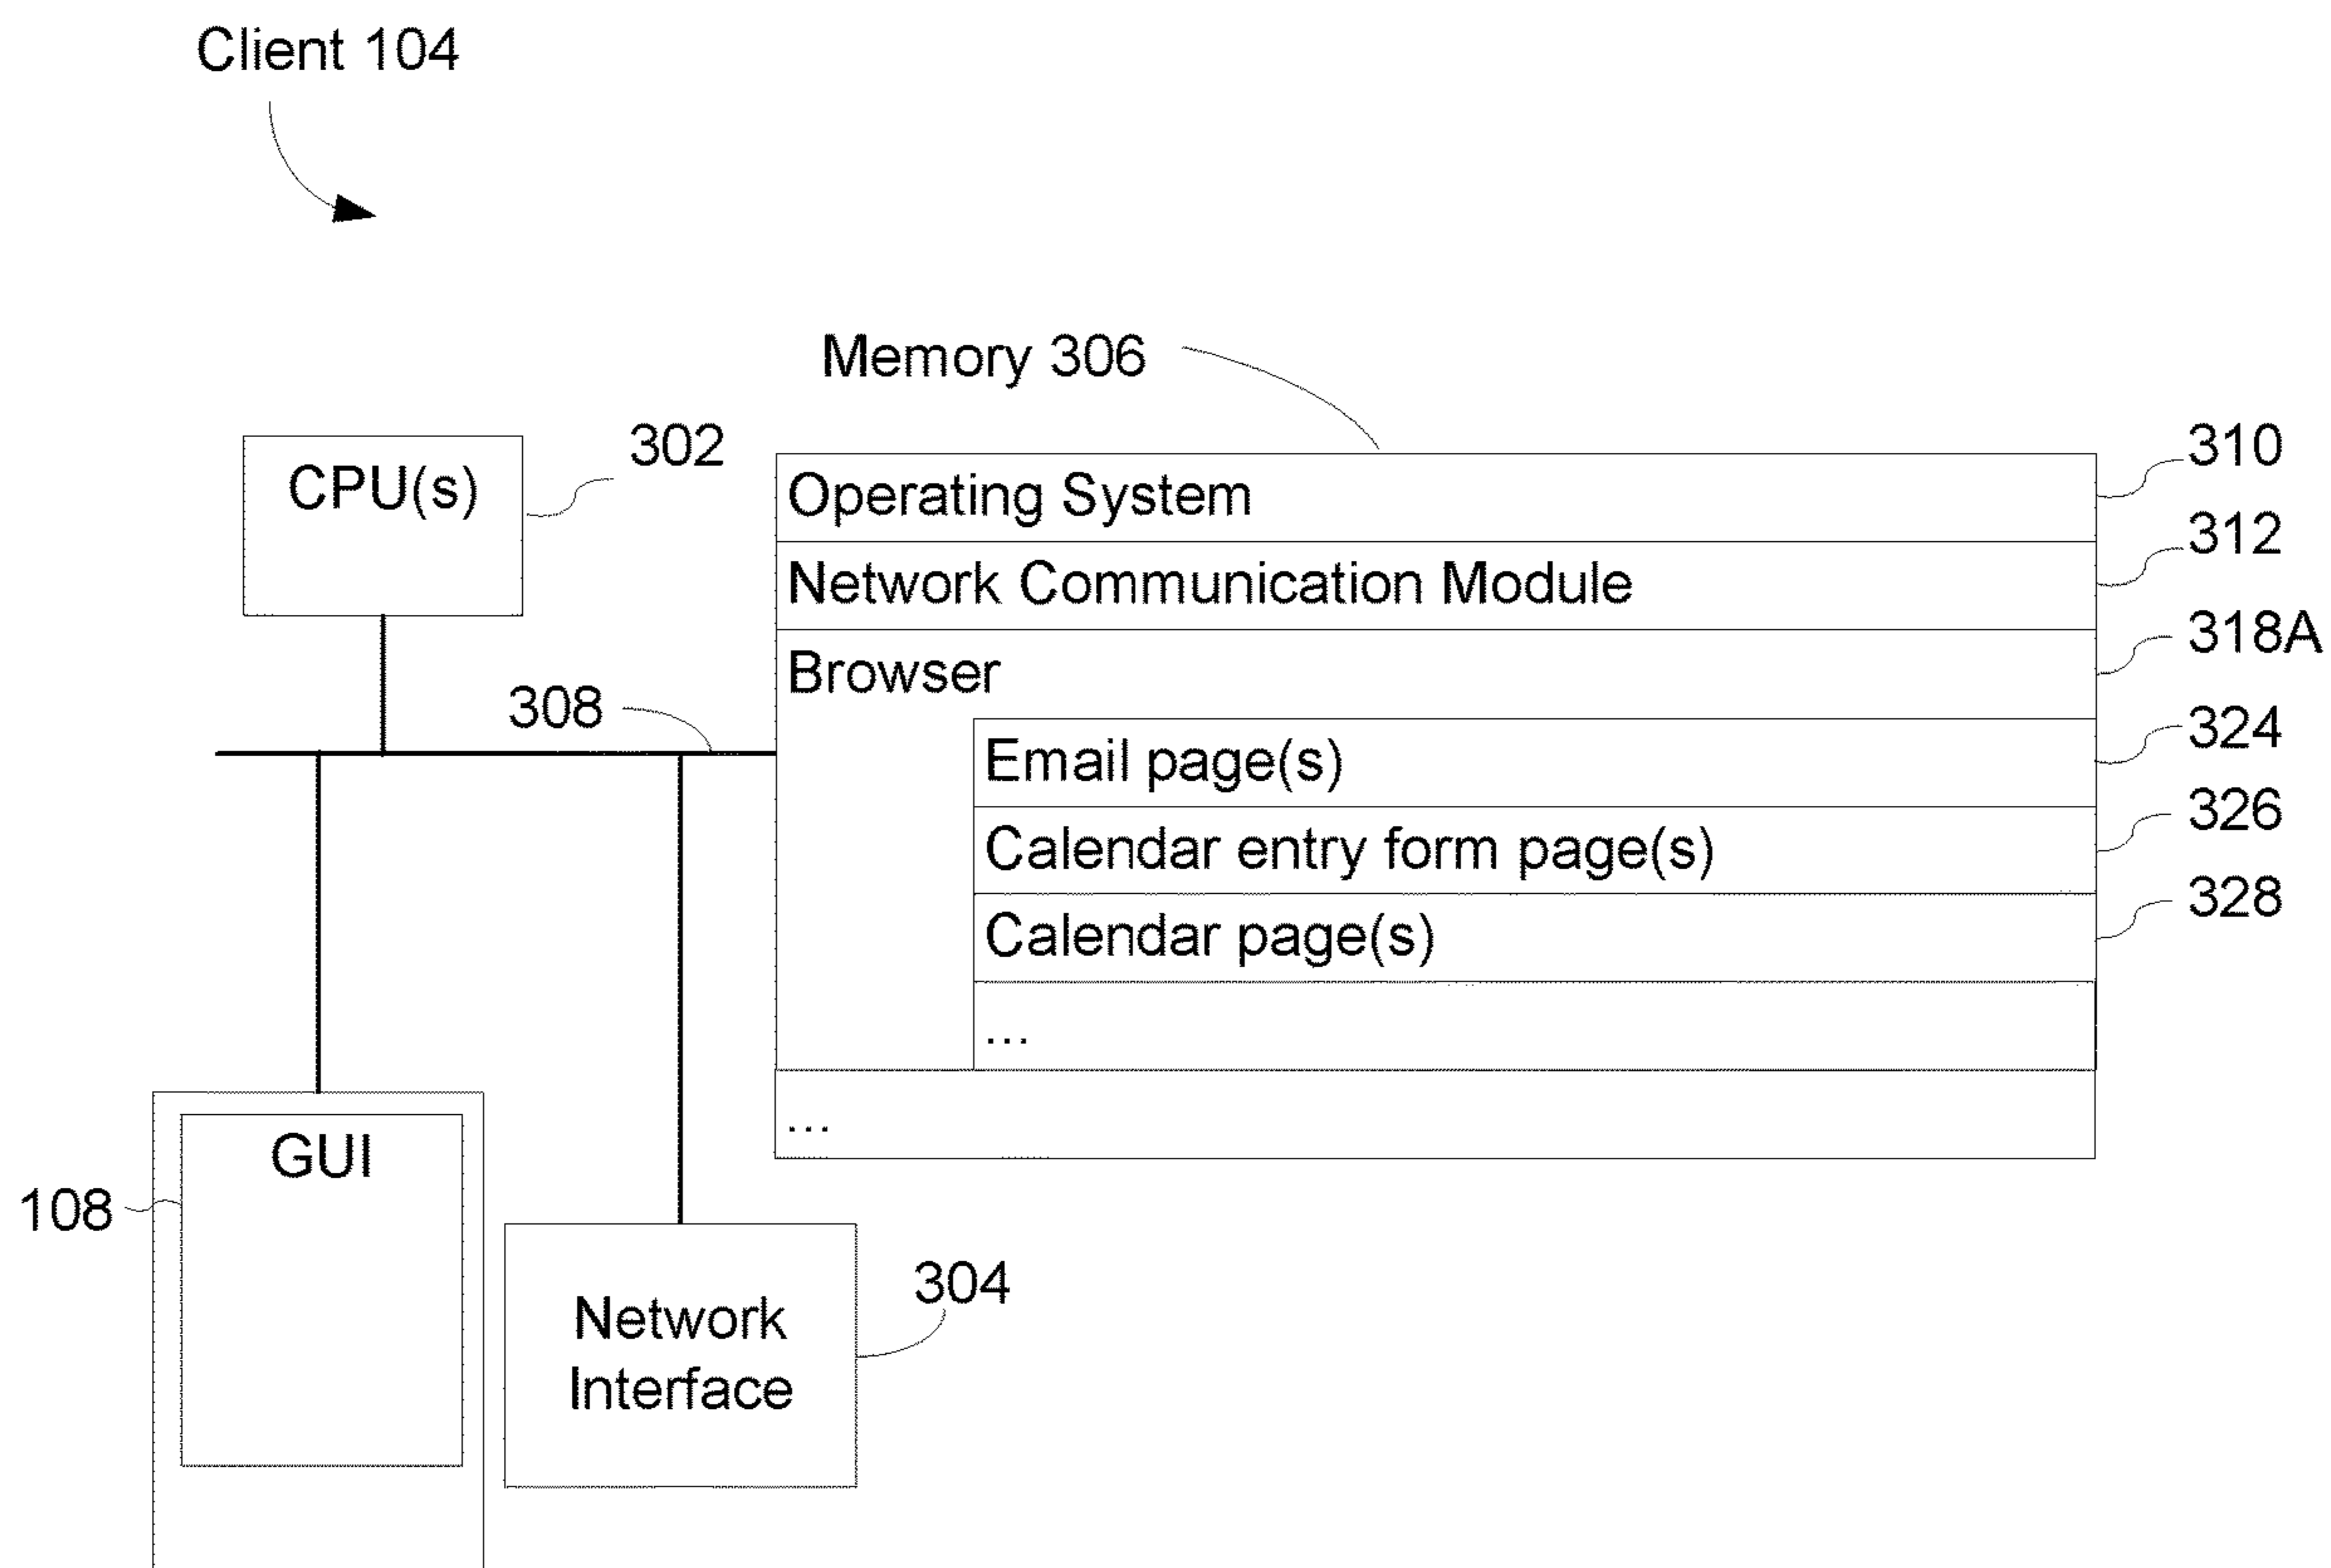 Client 104
Memory 306
CPU(s)
302
Operating System
310
Network Communication Module
312
Browser
318A
308
Email page(s)
324
Calendar entry form page(s)
326
Calendar page(s)
328
...
...
GUI
108
Network
Interface
304